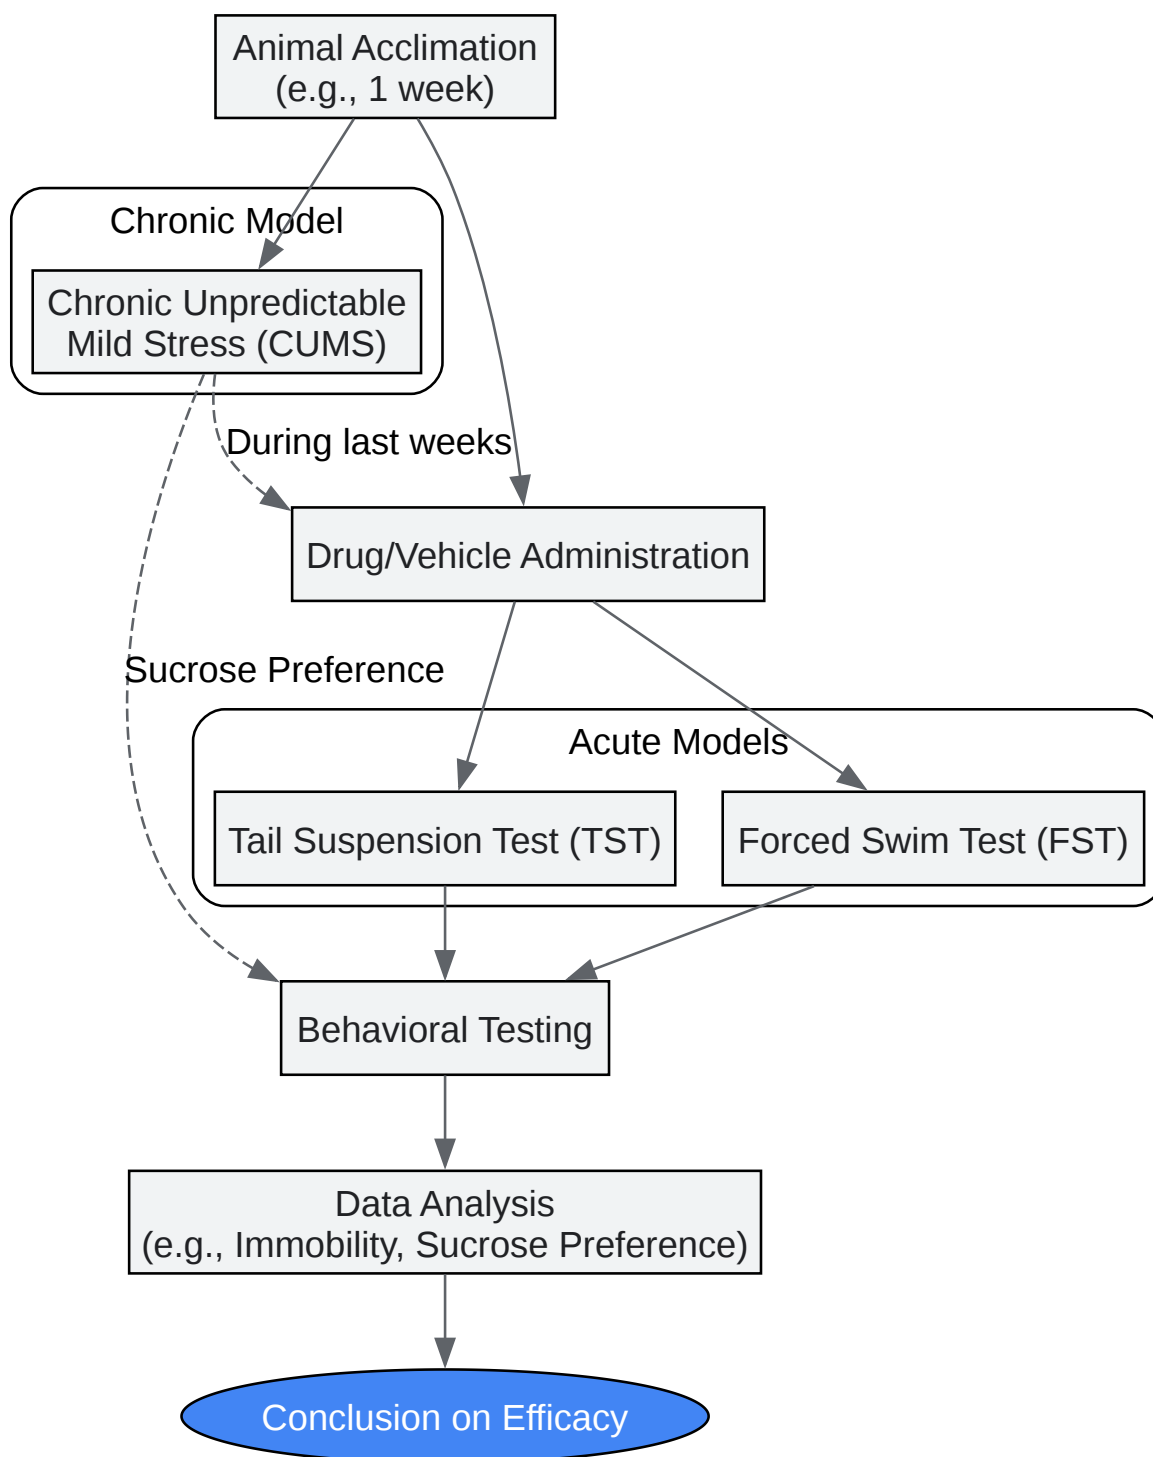 Animal Acclimation
(e.g., 1 week)
Chronic Model
Chronic Unpredictable
Mild Stress (CUMS)
During last weeks
Drug/Vehicle Administration
Sucrose Preference
Acute Models
Tail Suspension Test (TST)
Forced Swim Test (FST)
Behavioral Testing
Data Analysis
(e.g., Immobility, Sucrose Preference)
Conclusion on Efficacy